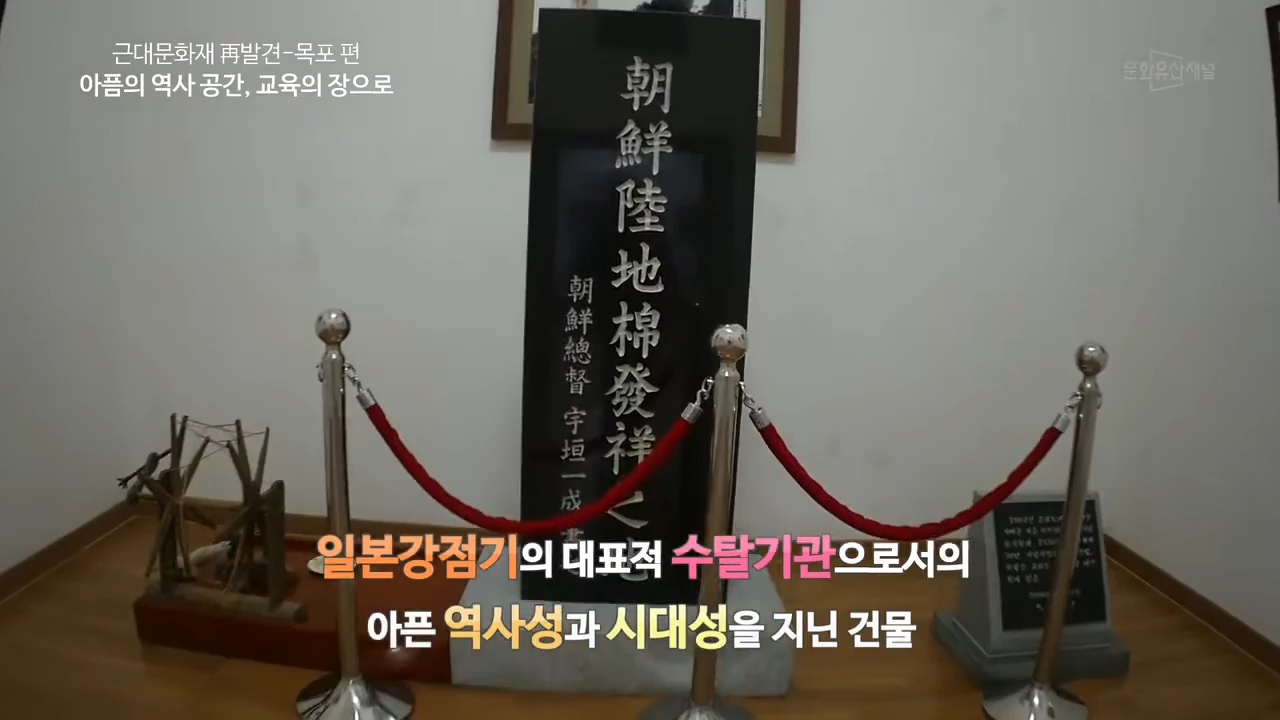 근대문화재 再발견-목포 편
아픔의 역사 공간, 교육의 장으로
문화유산채널
朝鮮陸地棉發祥之地
朝鮮總督 宇垣一成書
일본강점기의 대표적 수탈기관으로서의
아픈 역사성과 시대성을 지닌 건물